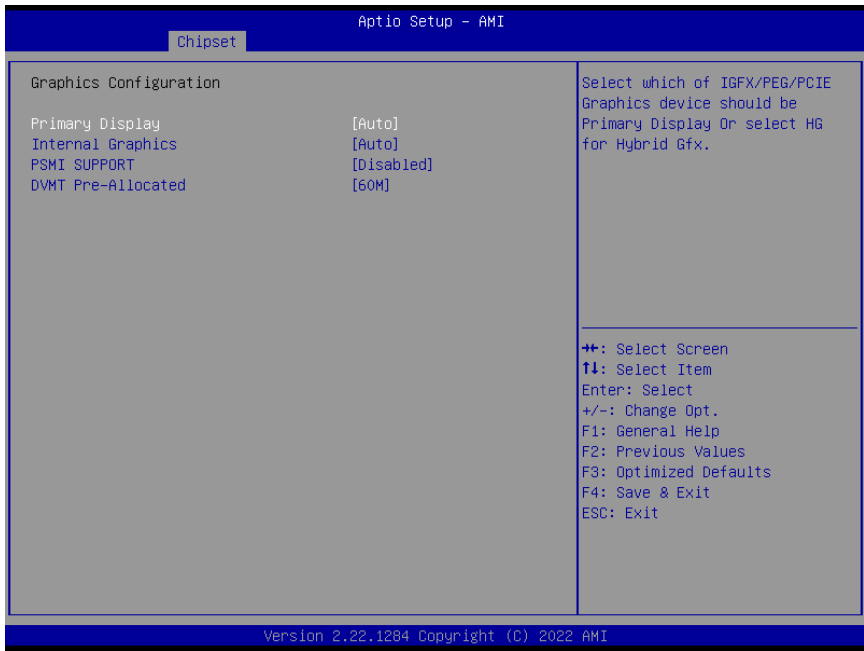 Aptio Setup – AMI
Chipset
Graphics Configuration
Primary Display [Auto]
Internal Graphics [Auto]
PSMI SUPPORT [Disabled]
DVMT Pre-Allocated [60M]
Select which of IGFX/PEG/PCIE
Graphics device should be
Primary Display Or select HG
for Hybrid Gfx.
→←: Select Screen
↑↓: Select Item
Enter: Select
+/-: Change Opt.
F1: General Help
F2: Previous Values
F3: Optimized Defaults
F4: Save & Exit
ESC: Exit
Version 2.22.1284 Copyright (C) 2022 AMI